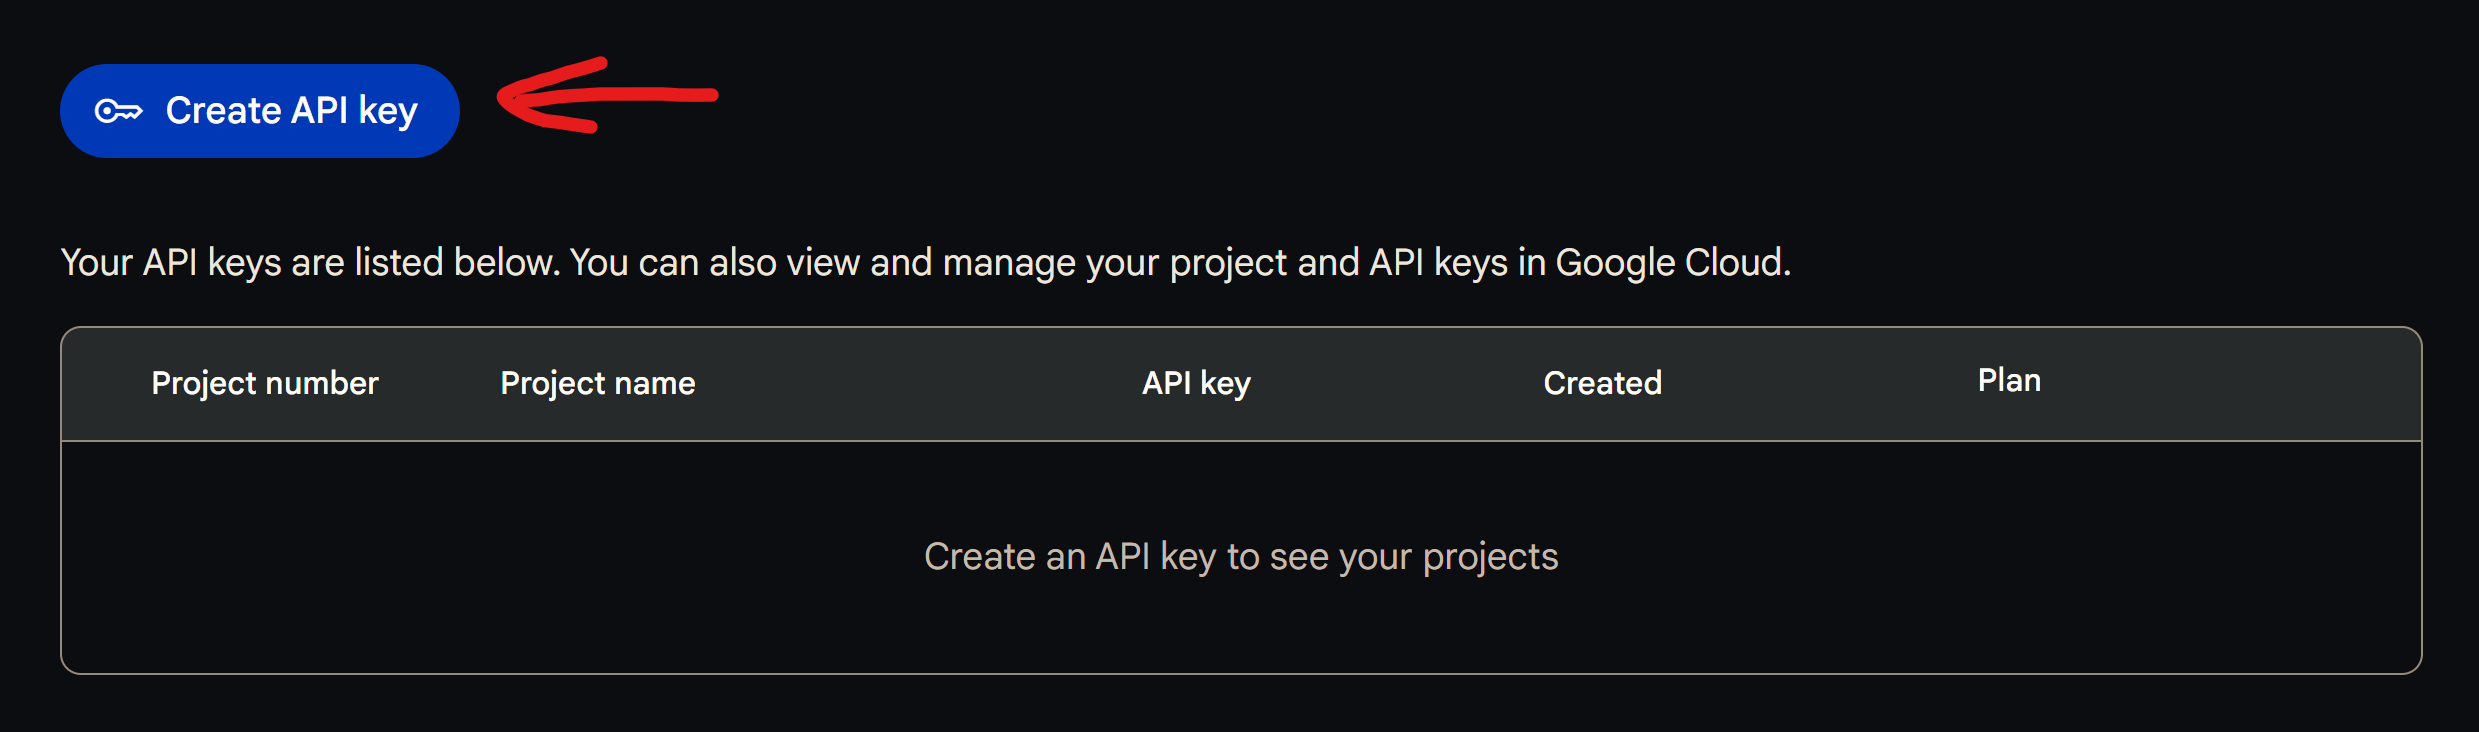 Create API key
Your API keys are listed below. You can also view and manage your project and API keys in Google Cloud.
Project number Project name API key Created Plan
Create an API key to see your projects